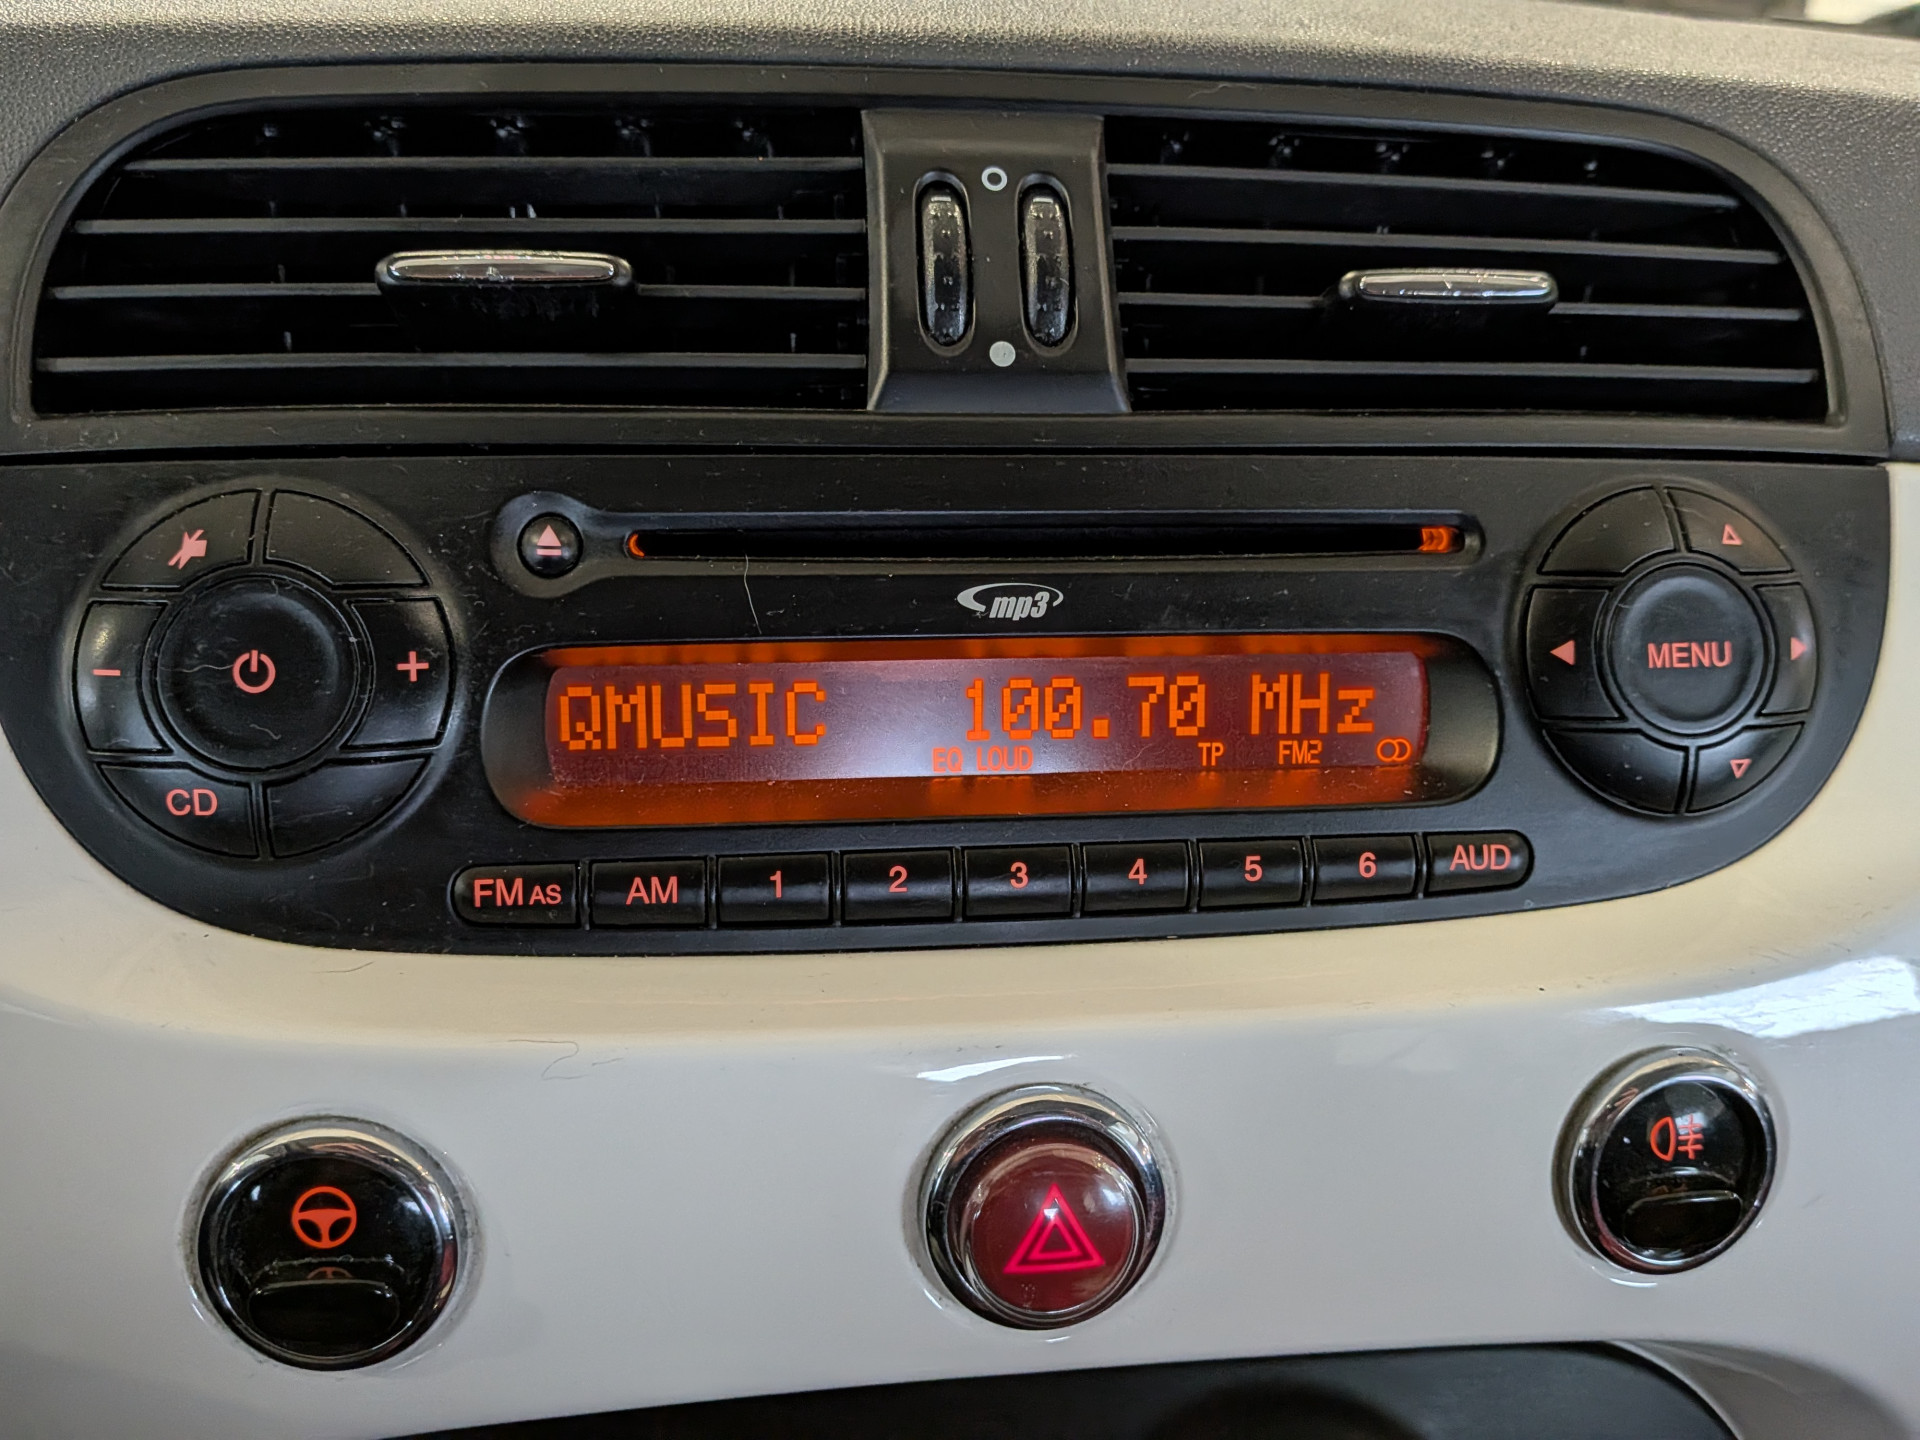 mp3
QMUSIC 100.70 MHz
EQ LOUD TP FM2
MENU
CD
FM AS AM 1 2 3 4 5 6 AUD